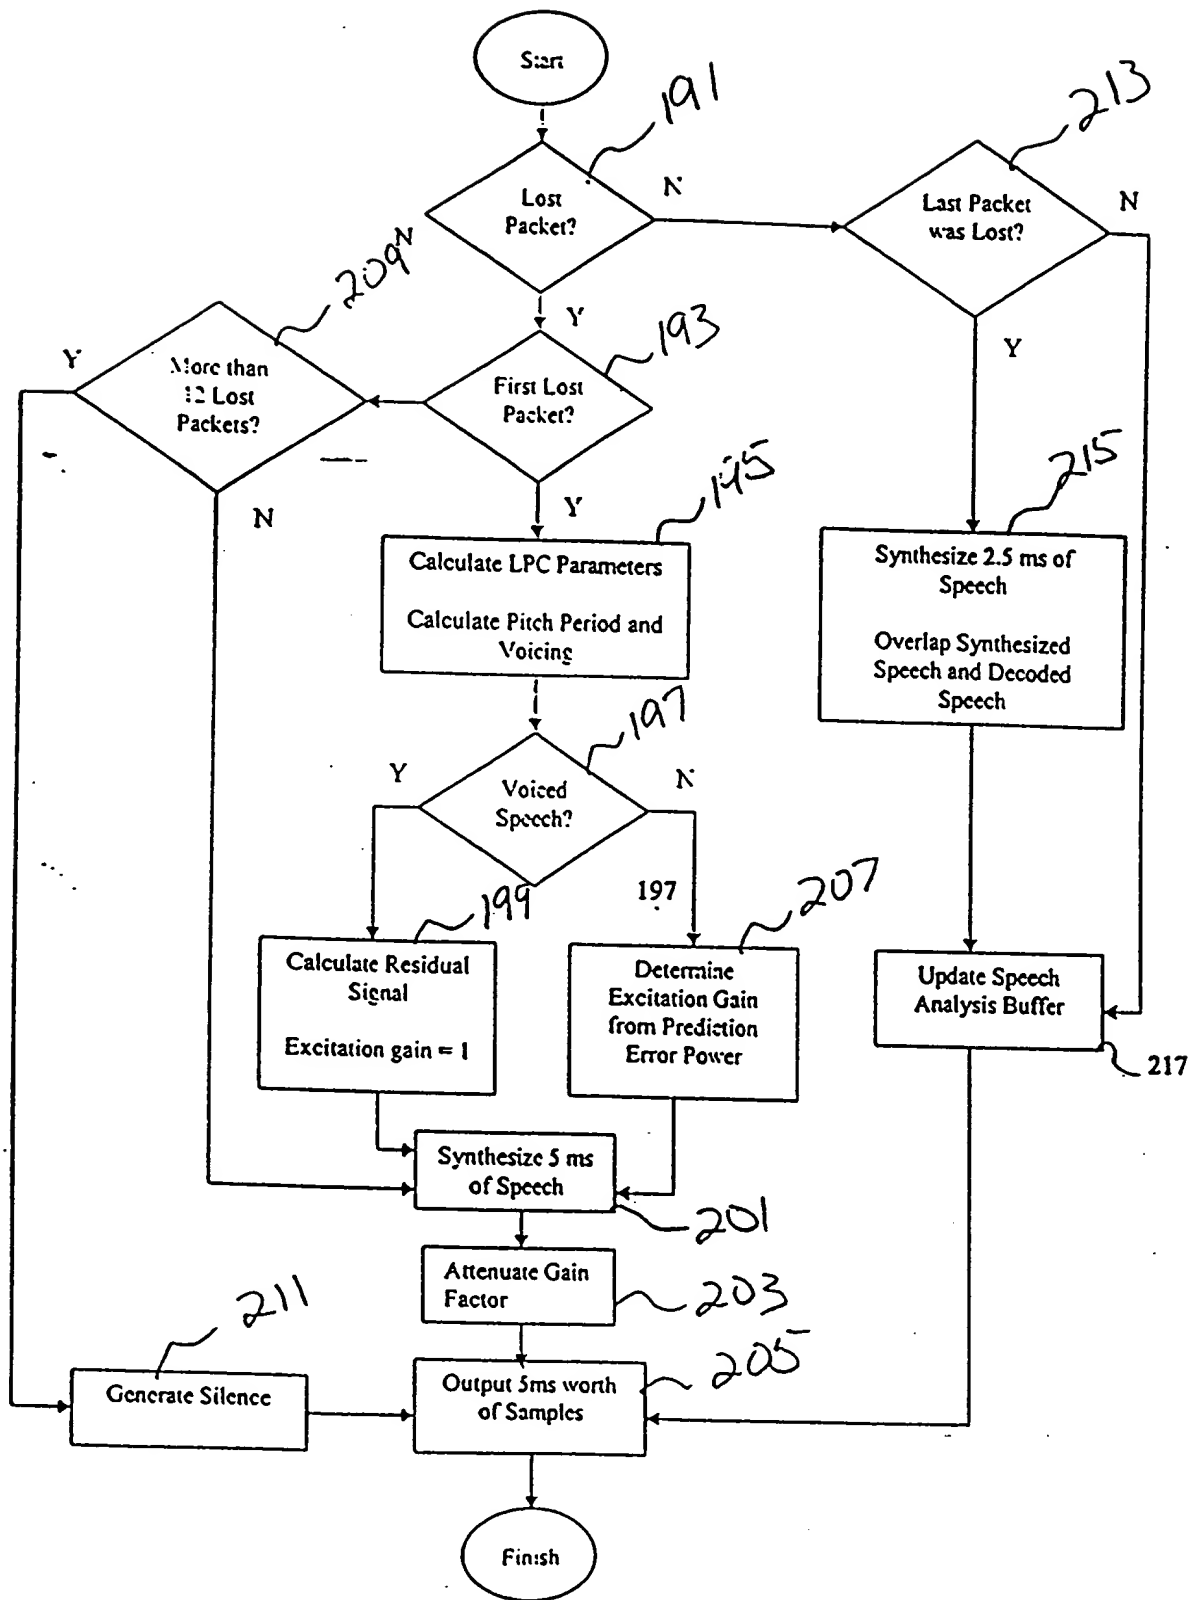 Start
191
213
Lost
Packet?
N
Last Packet
was Lost?
N
N
209
Y
193
Y
Y
More than
12 Lost
Packets?
First Lost
Packet?
N
Y
195
215
Calculate LPC Parameters
Calculate Pitch Period and
Voicing
Synthesize 2.5 ms of
Speech
Overlap Synthesized
Speech and Decoded
Speech
197
Y
Voiced
Speech?
N
199
197
207
Calculate Residual
Signal
Excitation gain = 1
Determine
Excitation Gain
from Prediction
Error Power
Update Speech
Analysis Buffer
217
Synthesize 5 ms
of Speech
201
Attenuate Gain
Factor
203
211
205
Generate Silence
Output 5ms worth
of Samples
Finish